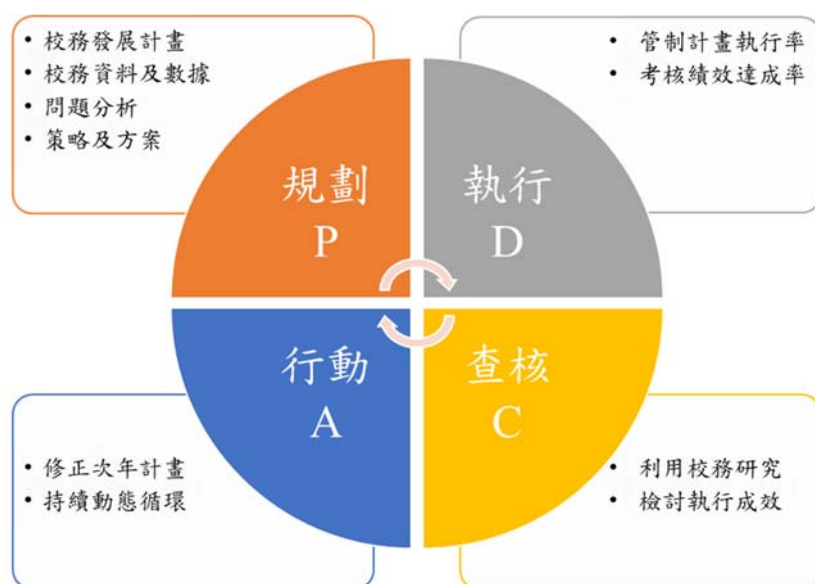 • 校務發展計畫
• 校務資料及數據
• 問題分析
• 策略及方案
• 管制計畫執行率
• 考核績效達成率
規劃
P
執行
D
行動
A
查核
C
• 修正次年計畫
• 持續動態循環
• 利用校務研究
• 檢討執行成效